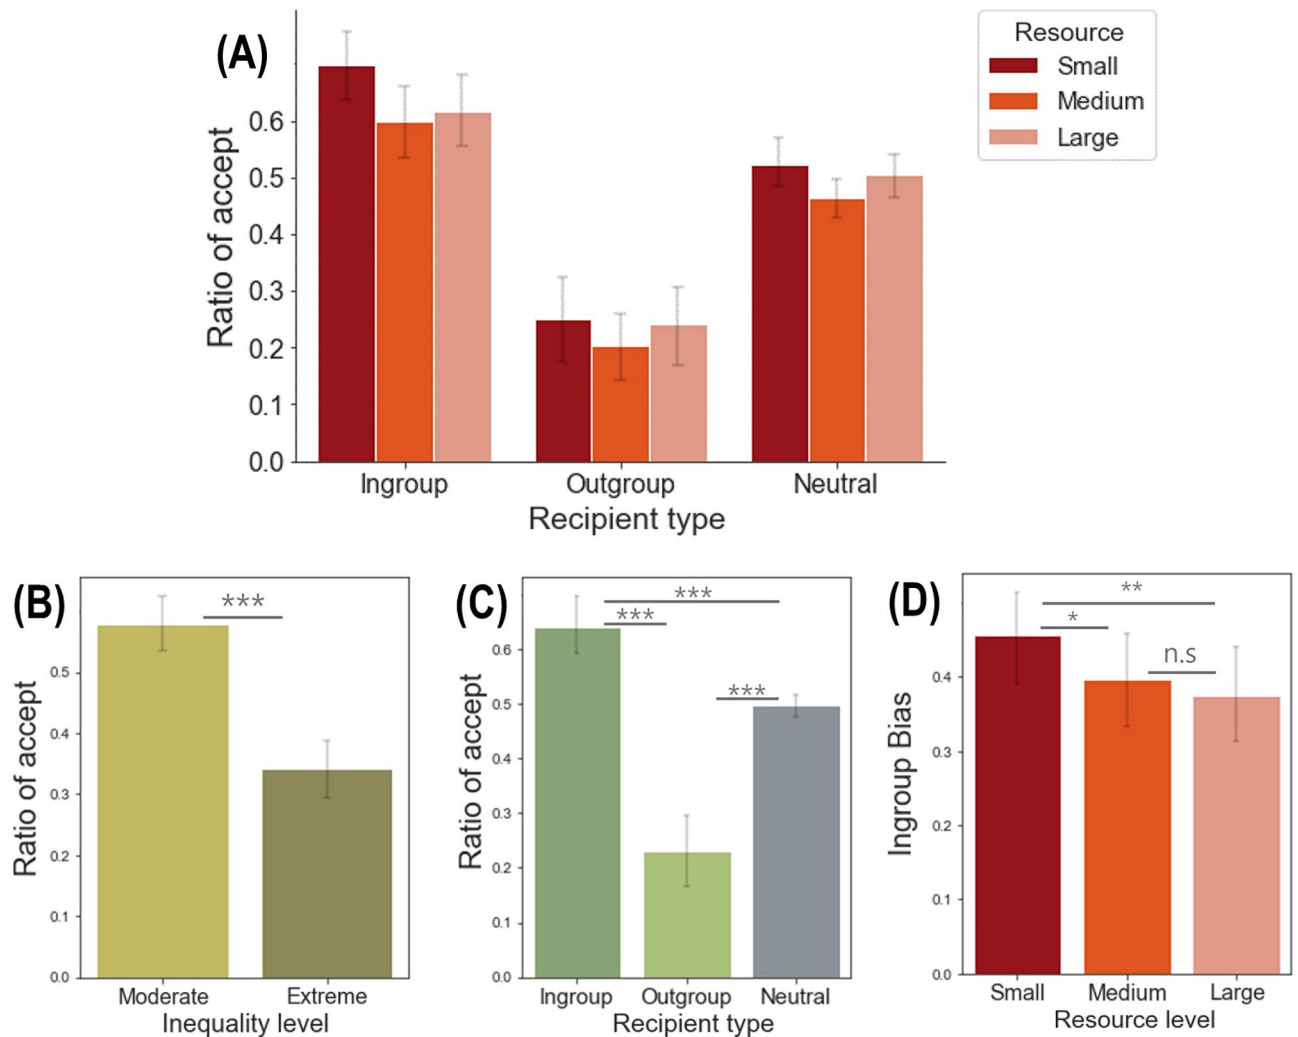 (A)
Ratio of accept
0.6
0.5
0.4
0.3
0.2
0.1
0.0
Ingroup
Outgroup
Neutral
Recipient type
Resource
Small
Medium
Large
(B)
Ratio of accept
0.5
0.4
0.3
0.2
0.1
0.0
***
Moderate
Extreme
Inequality level
(C)
Ratio of accept
0.6
0.5
0.4
0.3
0.2
0.1
0.0
***
***
***
Ingroup
Outgroup
Neutral
Recipient type
(D)
Ingroup Bias
0.4
0.3
0.2
0.1
0.0
**
*
n.s
Small
Medium
Large
Resource level